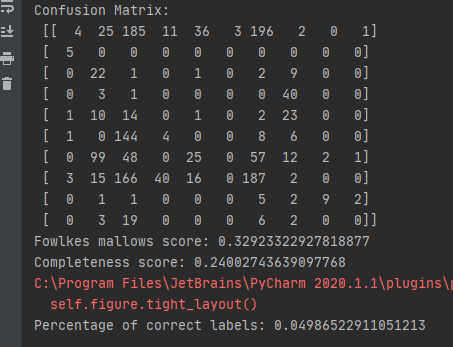 Confusion Matrix:
[[  4  25 185  11  36   3 196   2   0   1]
[  5   0   0   0   0   0   0   0   0   0]
[  0  22   1   0   1   0   2   9   0   0]
[  0   3   1   0   0   0   0  40   0   0]
[  1  10  14   0   1   0   2  23   0   0]
[  1   0 144   4   0   0   8   6   0   0]
[  0  99  48   0  25   0  57  12   2   1]
[  3  15 166  40  16   0 187   2   0   0]
[  0   1   1   0   0   0   5   2   9   2]
[  0   3  19   0   0   0   6   2   0   0]]
Fowlkes mallows score: 0.32923322927818877
Completeness score: 0.24002743639097768
C:\Program Files\JetBrains\PyCharm 2020.1.1\plugins\
self.figure.tight_layout()
Percentage of correct labels: 0.04986522911051213